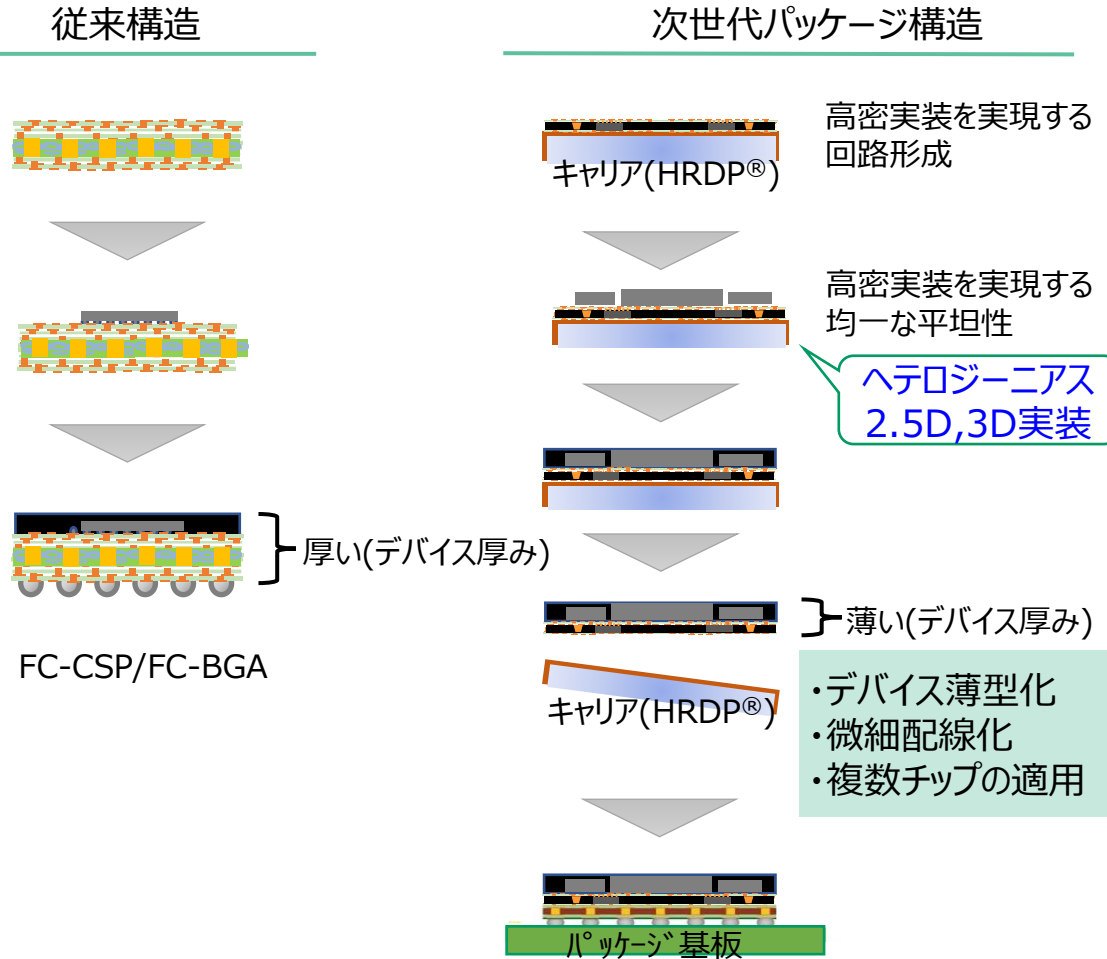 従来構造
厚い(デバイス厚み)
FC-CSP/FC-BGA
次世代パッケージ構造
キャリア(HRDP®)
高密実装を実現する
回路形成
高密実装を実現する
均一な平坦性
ヘテロジーニアス
2.5D,3D実装
薄い(デバイス厚み)
キャリア(HRDP®)
・デバイス薄型化
・微細配線化
・複数チップの適用
パッケージ基板